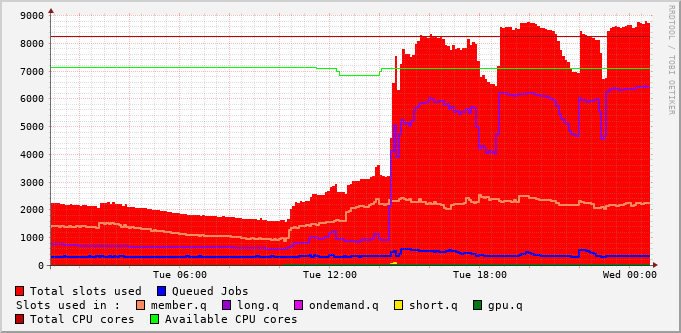 9000
8000
7000
6000
5000
4000
3000
2000
1000
0
Tue 06:00 Tue 12:00 Tue 18:00 Wed 00:00
RRDTOOL / TOBI OETIKER
Total slots used Queued Jobs
Slots used in : member.q long.q ondemand.q short.q gpu.q
Total CPU cores Available CPU cores